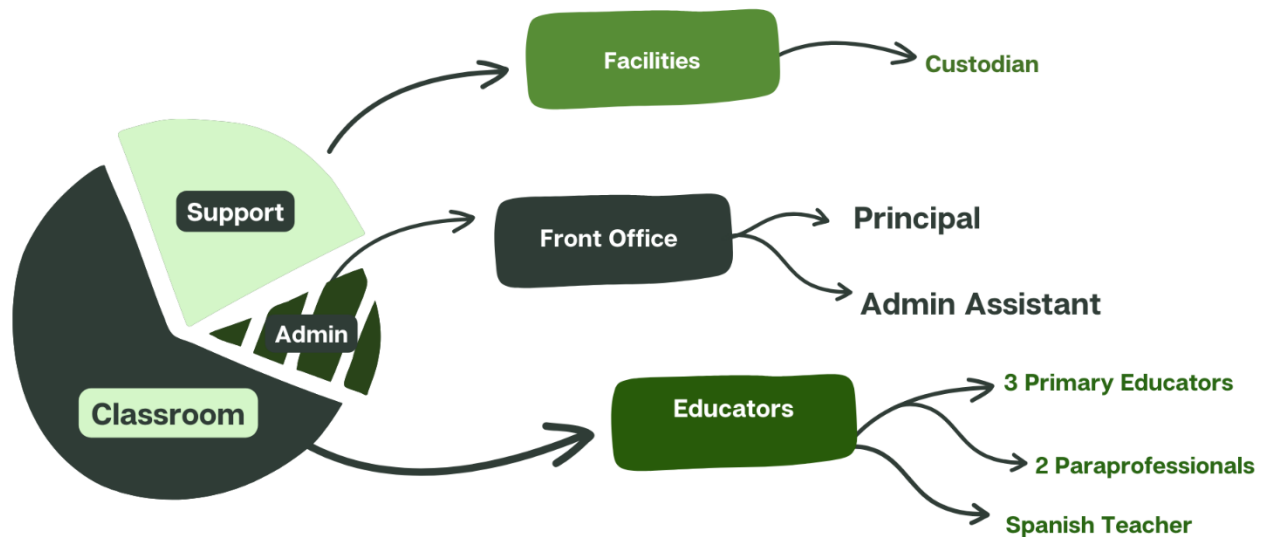 Facilities
Custodian
Support
Front Office
Principal
Admin Assistant
Admin
Classroom
Educators
3 Primary Educators
2 Paraprofessionals
Spanish Teacher